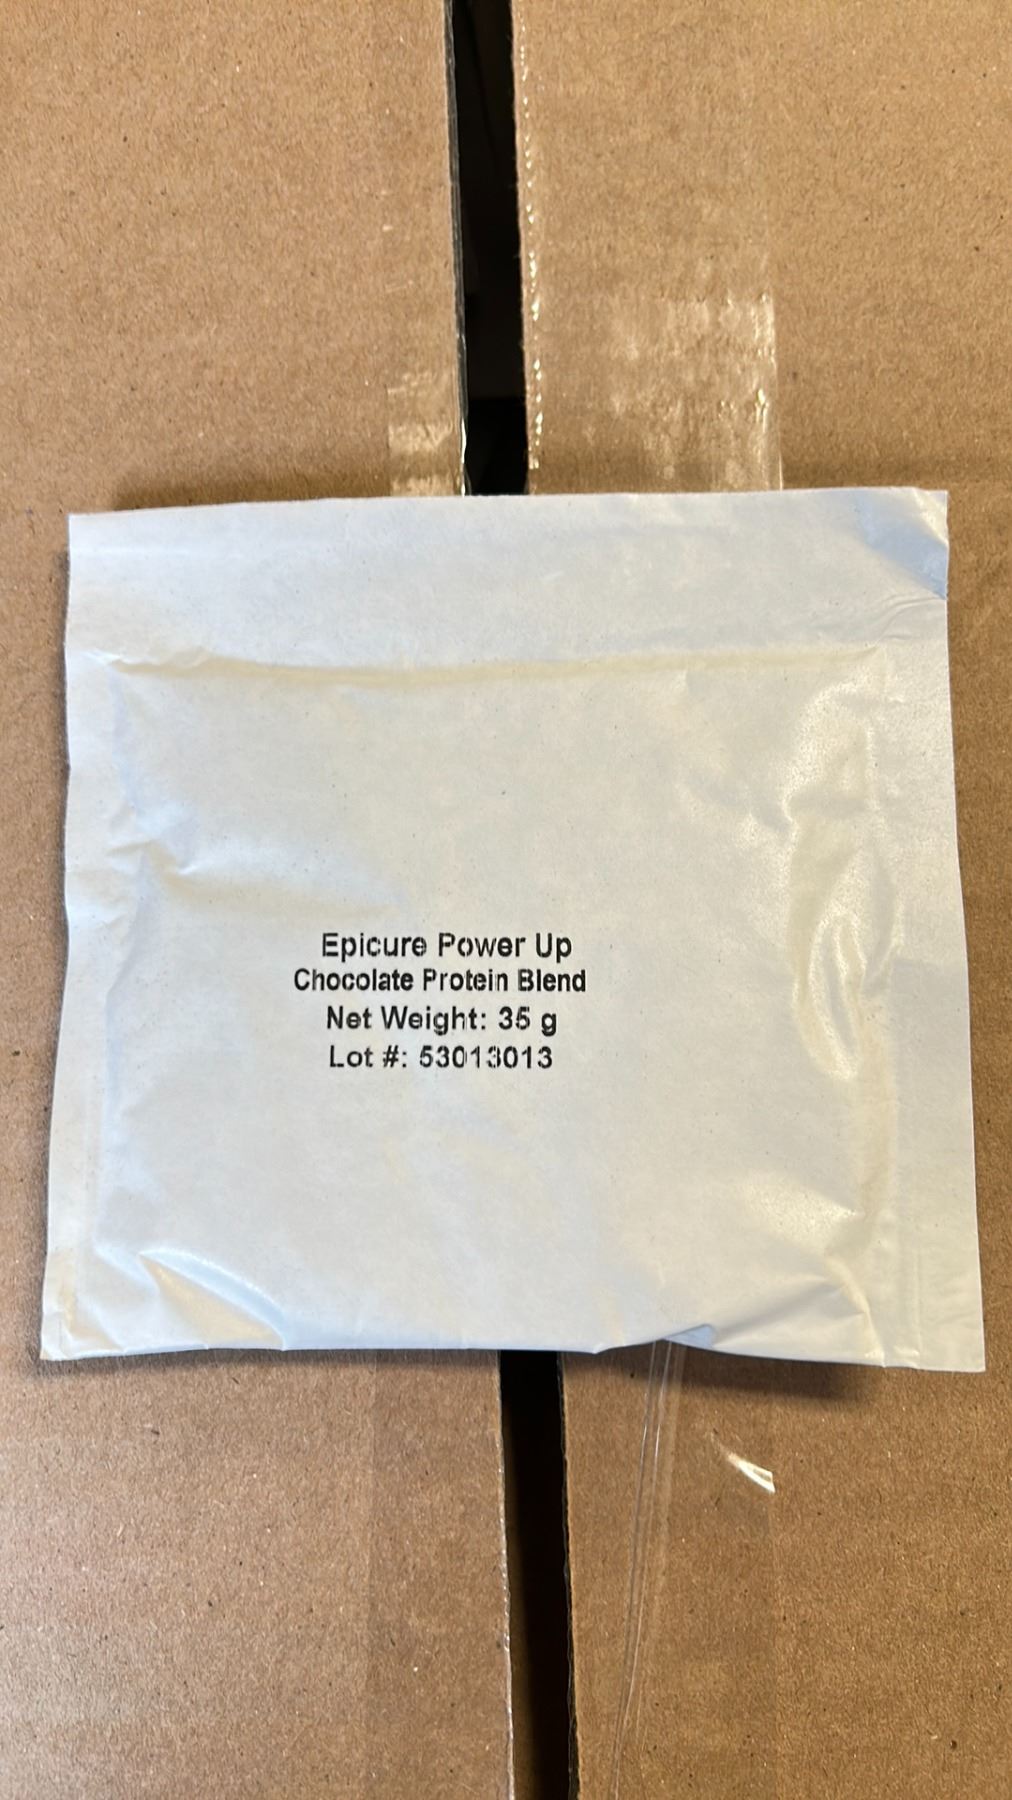 Epicure Power Up
Chocolate Protein Blend
Net Weight: 35 g
Lot #: 53013013